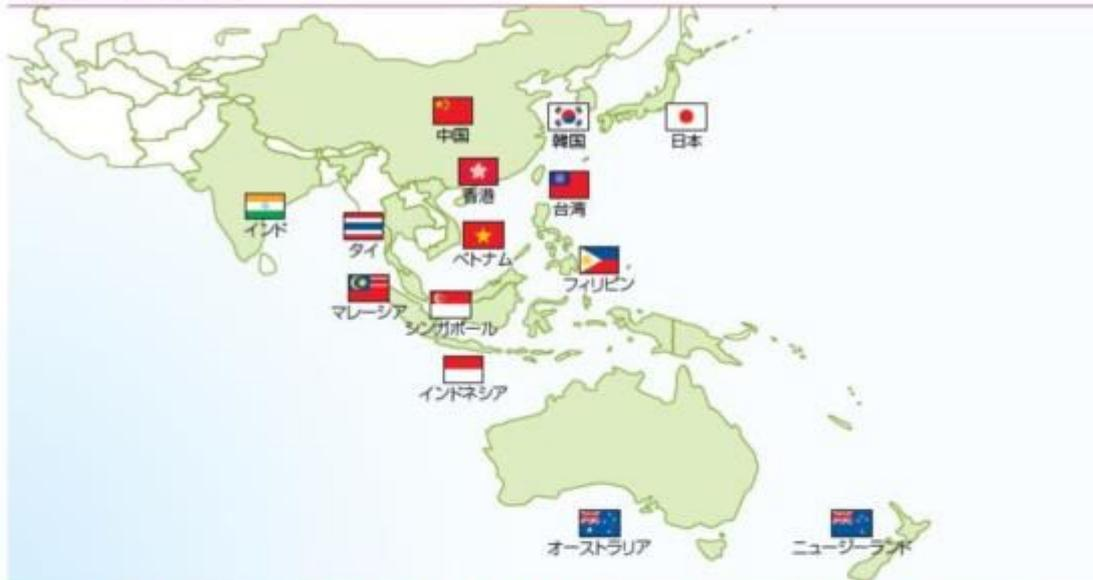 中国
韓国
日本
香港
台湾
インド
タイ
ベトナム
フィリピン
マレーシア
シンガポール
インドネシア
オーストラリア
ニュージーランド